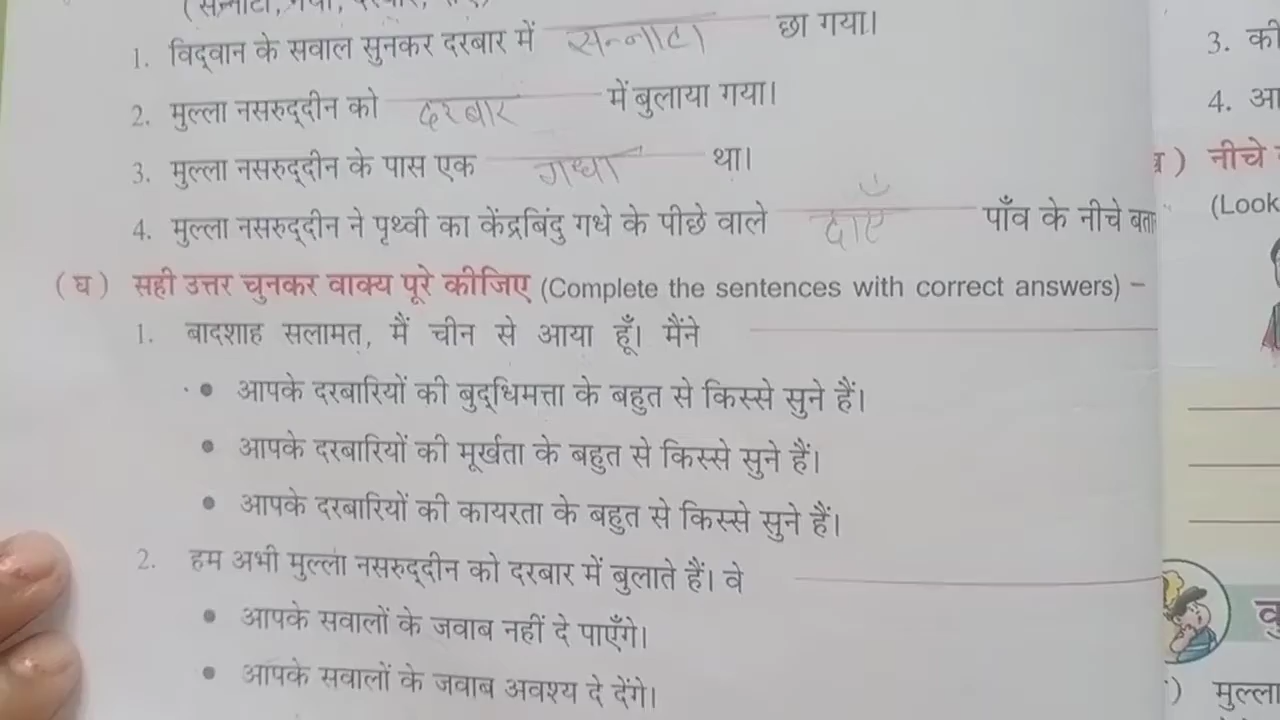 (सन्नाटा, गधा, दरबार,
1. विद्वान के सवाल सुनकर दरबार में सन्नाटा छा गया।
2. मुल्ला नसरुद्दीन को दरबार में बुलाया गया।
3. मुल्ला नसरुद्दीन के पास एक गधा था।
4. मुल्ला नसरुद्दीन ने पृथ्वी का केंद्रबिंदु गधे के पीछे वाले दाएँ पाँव के नीचे
(घ) सही उत्तर चुनकर वाक्य पूरे कीजिए (Complete the sentences with correct answers) –
1. बादशाह सलामत, मैं चीन से आया हूँ। मैंने
• आपके दरबारियों की बुद्धिमत्ता के बहुत से किस्से सुने हैं।
• आपके दरबारियों की मूर्खता के बहुत से किस्से सुने हैं।
• आपके दरबारियों की कायरता के बहुत से किस्से सुने हैं।
2. हम अभी मुल्ला नसरुद्दीन को दरबार में बुलाते हैं। वे
• आपके सवालों के जवाब नहीं दे पाएँगे।
• आपके सवालों के जवाब अवश्य दे देंगे।
3. की
4.
) नीचे
(Look
) मुल्ला